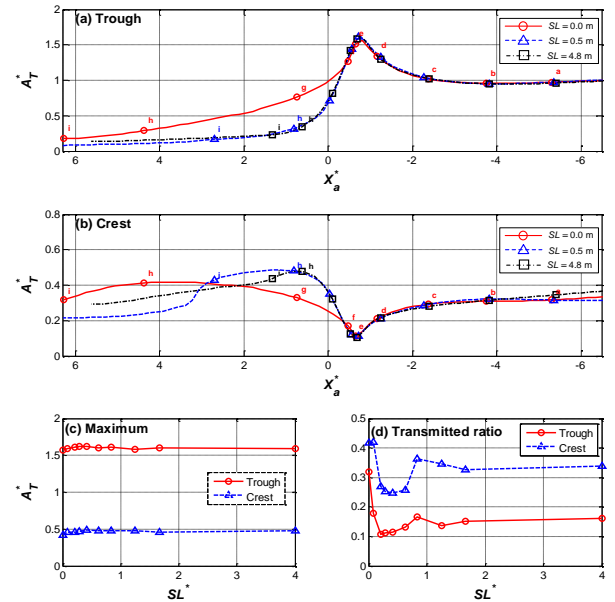 (a) Trough
A*T
2
1.5
1
0.5
0
6 4 2 0 -2 -4 -6
X*a
SL = 0.0 m
SL = 0.5 m
SL = 4.8 m
i h g e d c b a
i h
i h
(b) Crest
A*T
0.8
0.6
0.4
0.2
0
6 4 2 0 -2 -4 -6
X*a
SL = 0.0 m
SL = 0.5 m
SL = 4.8 m
i h g f e d c b a
i h
i h
(c) Maximum
A*T
2
1.5
1
0.5
0
0 1 2 3 4
SL*
Trough
Crest
(d) Transmitted ratio
0.5
0.4
0.3
0.2
0.1
0
0 1 2 3 4
SL*
Trough
Crest